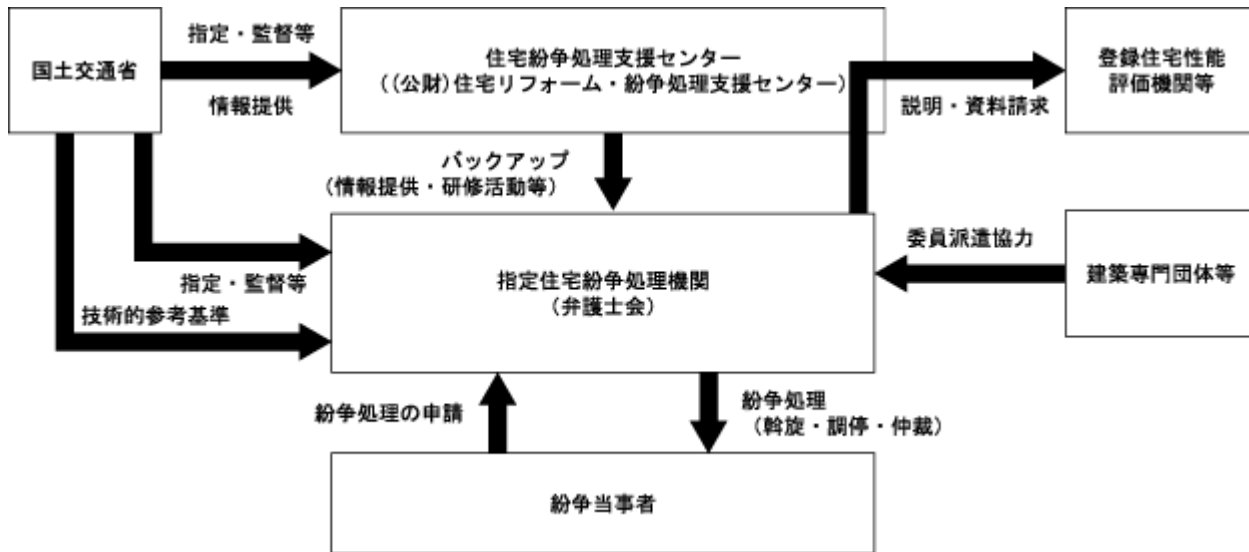 国土交通省
指定・監督等
情報提供
住宅紛争処理支援センター
((公財)住宅リフォーム・紛争処理支援センター)
説明・資料請求
登録住宅性能
評価機関等
バックアップ
(情報提供・研修活動等)
指定・監督等
技術的参考基準
指定住宅紛争処理機関
(弁護士会)
委員派遣協力
建築専門団体等
紛争処理の申請
紛争処理
(斡旋・調停・仲裁)
紛争当事者